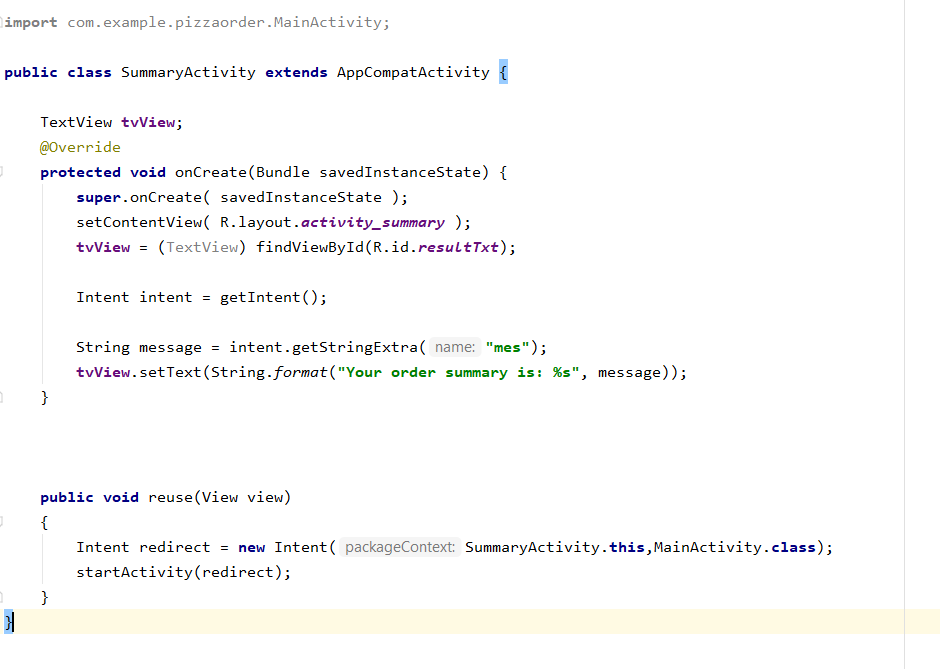 import com.example.pizzaorder.MainActivity;
public class SummaryActivity extends AppCompatActivity {
TextView tvView;
@Override
protected void onCreate(Bundle savedInstanceState) {
super.onCreate( savedInstanceState );
setContentView( R.layout.activity_summary );
tvView = (TextView) findViewById(R.id.resultTxt);
Intent intent = getIntent();
String message = intent.getStringExtra( name: "mes");
tvView.setText(String.format("Your order summary is: %s", message));
}
public void reuse(View view)
{
Intent redirect = new Intent( packageContext: SummaryActivity.this,MainActivity.class);
startActivity(redirect);
}
}